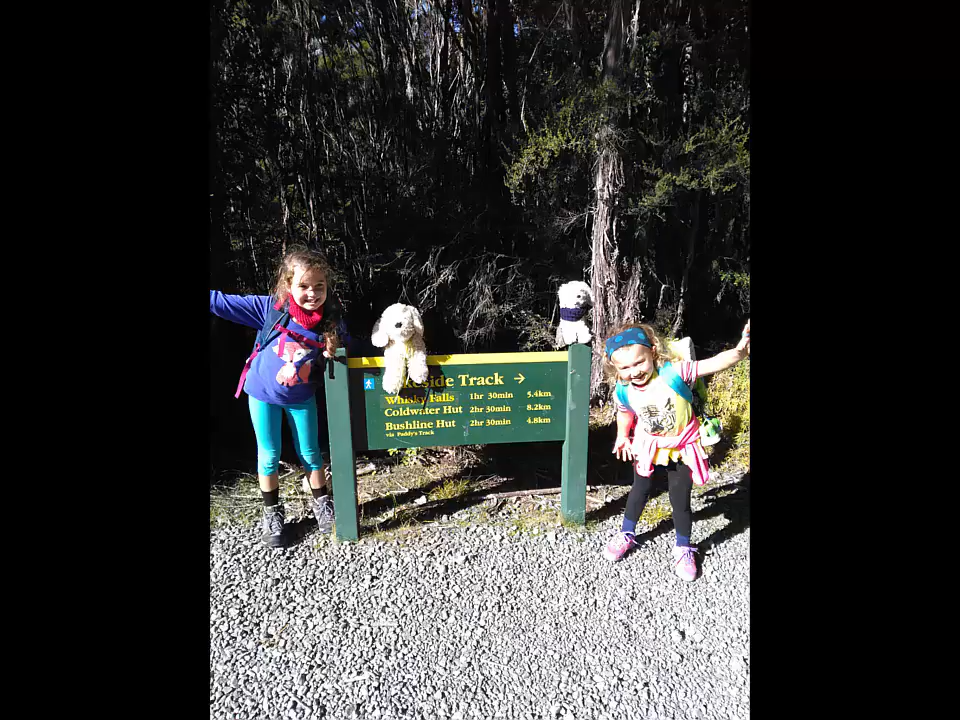 eside Track →
Whisky Falls 1hr 30min 5.4km
Coldwater Hut 2hr 30min 8.2km
Bushline Hut 2hr 30min 4.8km
via Paddy's Track